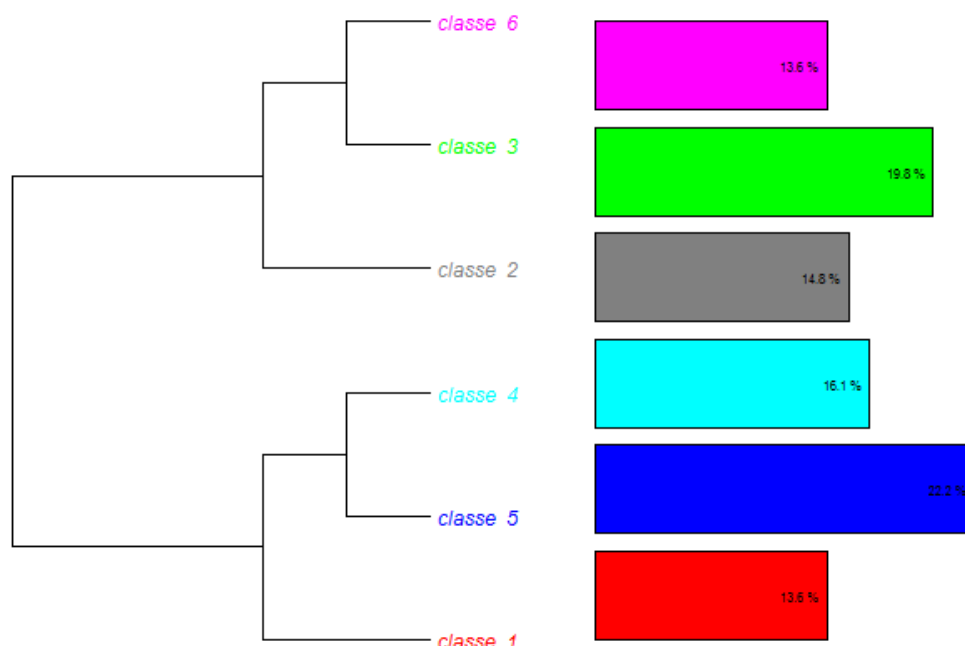 classe 6
13.6 %
classe 3
19.8 %
classe 2
14.8 %
classe 4
16.1 %
classe 5
22.2 %
classe 1
13.6 %